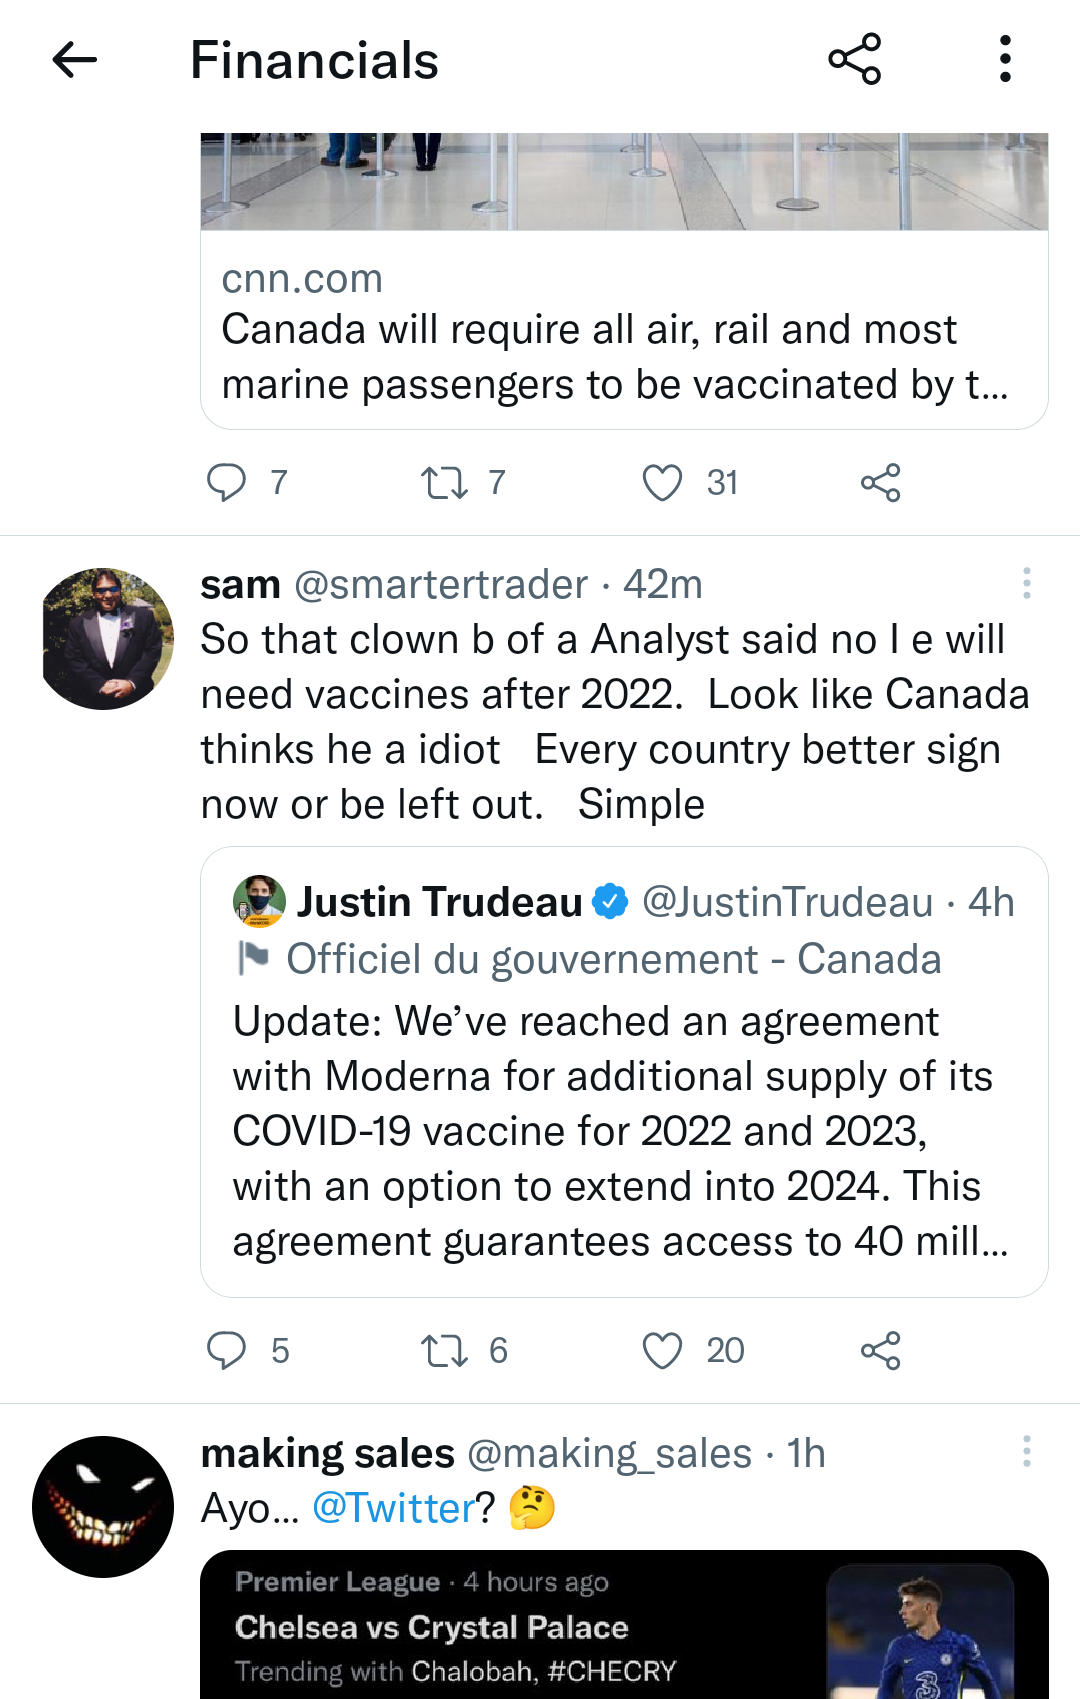 Financials
cnn.com
Canada will require all air, rail and most
marine passengers to be vaccinated by t...
7 7 31
sam @smartertrader · 42m
So that clown b of a Analyst said no I e will
need vaccines after 2022.  Look like Canada
thinks he a idiot   Every country better sign
now or be left out.   Simple
Justin Trudeau @JustinTrudeau · 4h
Officiel du gouvernement - Canada
Update: We’ve reached an agreement
with Moderna for additional supply of its
COVID-19 vaccine for 2022 and 2023,
with an option to extend into 2024. This
agreement guarantees access to 40 mill...
5 6 20
making sales @making_sales · 1h
Ayo... @Twitter? 🤔
Premier League · 4 hours ago
Chelsea vs Crystal Palace
Trending with Chalobah, #CHECRY
3